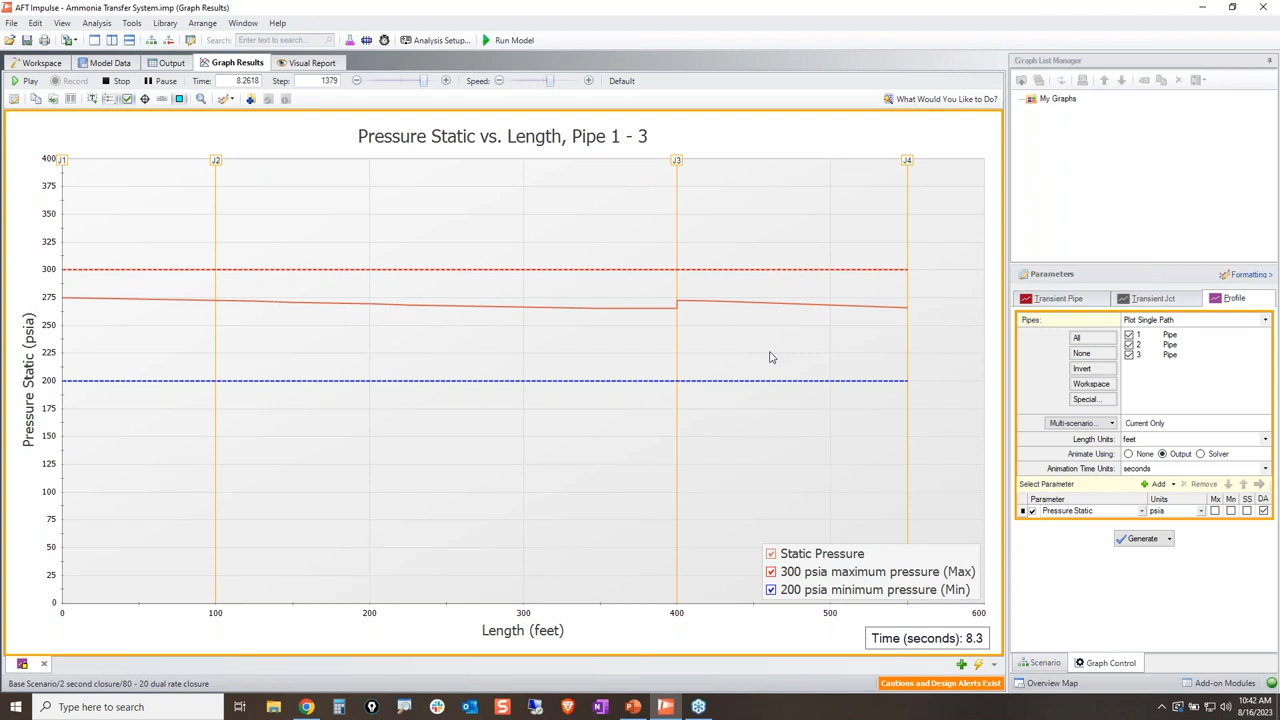 AFT Impulse - Ammonia Transfer System.imp (Graph Results)
File Edit View Analysis Tools Library Arrange Window Help
Search: Enter text to search... Analysis Setup... Run Model
Workspace Model Data Output Graph Results Visual Report
Play Record Stop Pause Time: 8.2618 Step: 1379 Speed: Default
What Would You Like to Do?
Pressure Static vs. Length, Pipe 1 - 3
J1 J2 J3 J4
400
375
350
325
300
275
250
225
200
175
150
125
100
75
50
25
0
Pressure Static (psia)
0 100 200 300 400 500 600
Length (feet)
Static Pressure
300 psia maximum pressure (Max)
200 psia minimum pressure (Min)
Time (seconds): 8.3
Graph List Manager
My Graphs
Parameters Formatting >
Transient Pipe Transient Jct Profile
Pipes: Plot Single Path
All
None
Invert
Workspace
Special...
1 Pipe
2 Pipe
3 Pipe
Multi-scenario... Current Only
Length Units: feet
Animate Using: None Output Solver
Animation Time Units: seconds
Select Parameter Add Remove
Parameter Units Mx Mn SS DA
Pressure Static psia
Generate
Scenario Graph Control
Base Scenario/2 second closure/80 - 20 dual rate closure
Cautions and Design Alerts Exist
Overview Map Add-on Modules
Type here to search
10:42 AM
8/16/2023